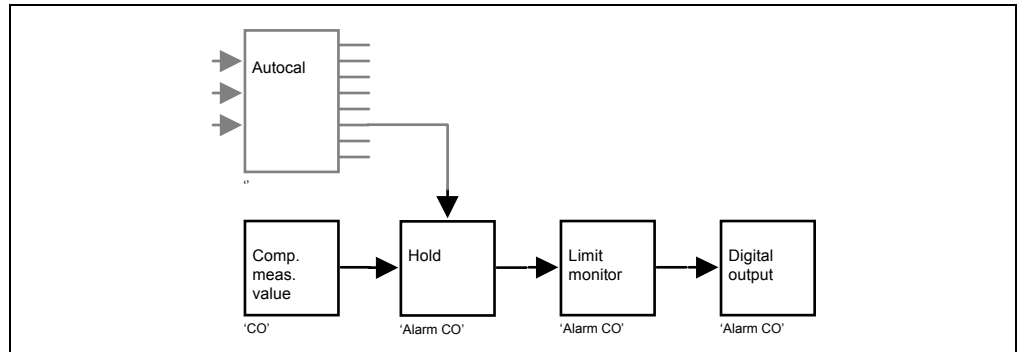 Autocal
‘’
Comp.
meas.
value
Hold
Limit
monitor
Digital
output
‘CO’
‘Alarm CO’
‘Alarm CO’
‘Alarm CO’